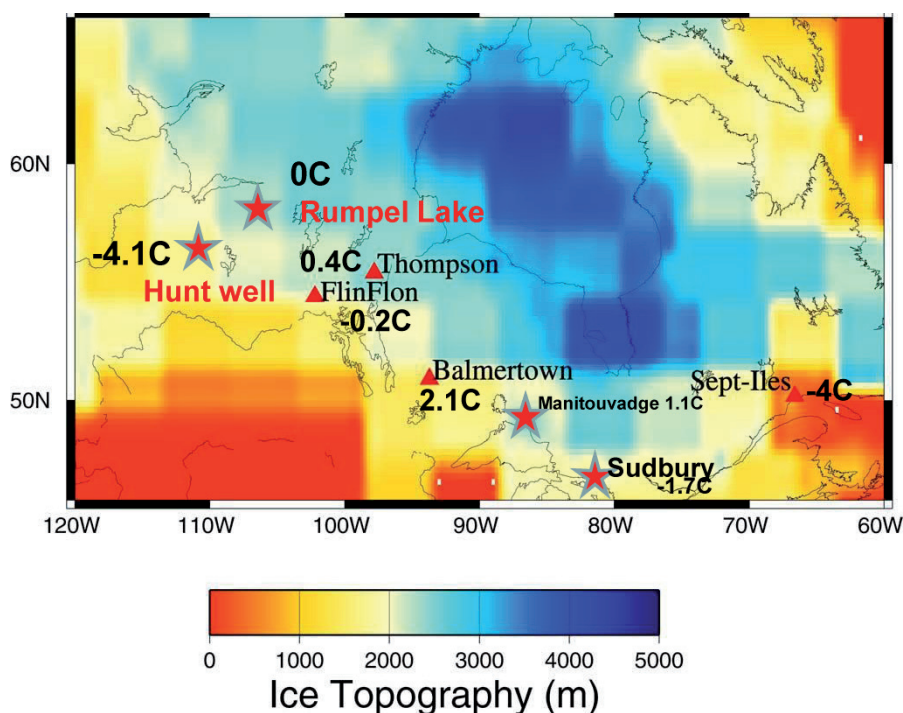 60N
0C
Rumpel Lake
-4.1C
Hunt well
0.4C
Thompson
FlinFlon
-0.2C
Balmertown
2.1C
50N
Manitouvadge 1.1C
Sept-Iles
-4C
Sudbury
-1.7C
120W 110W 100W 90W 80W 70W 60W
0 1000 2000 3000 4000 5000
Ice Topography (m)